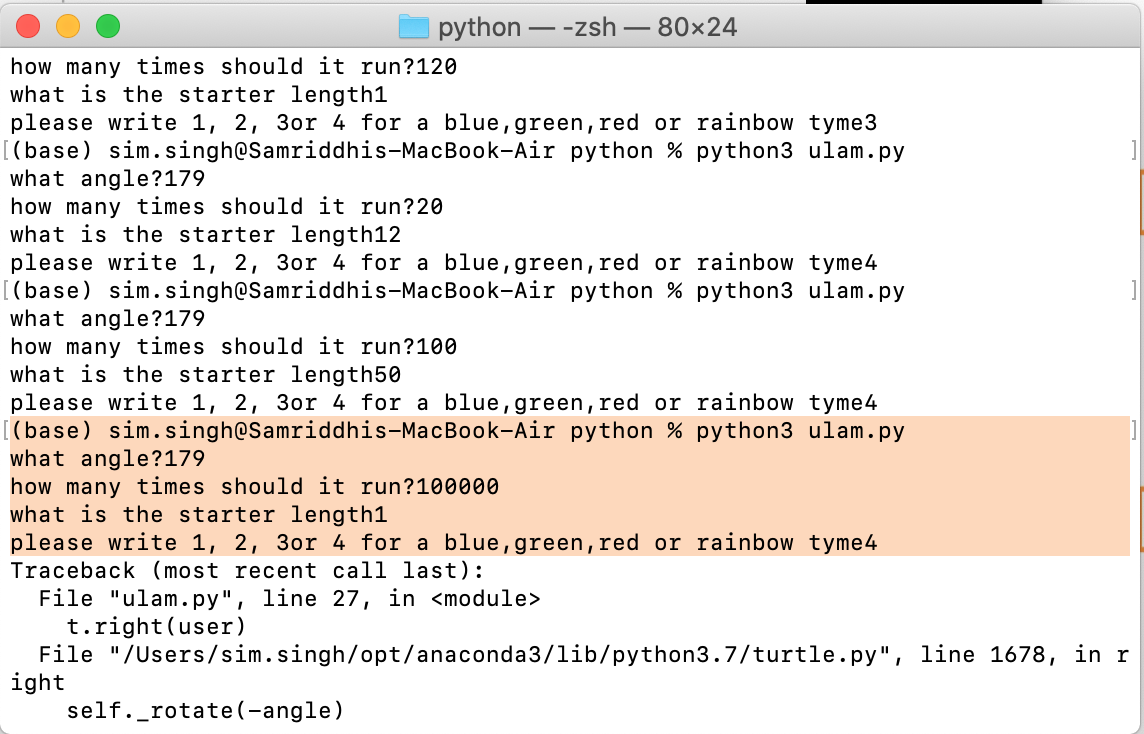 python — -zsh — 80×24
how many times should it run?120
what is the starter length1
please write 1, 2, 3or 4 for a blue,green,red or rainbow tyme3
[(base) sim.singh@Samriddhis-MacBook-Air python % python3 ulam.py ]
what angle?179
how many times should it run?20
what is the starter length12
please write 1, 2, 3or 4 for a blue,green,red or rainbow tyme4
[(base) sim.singh@Samriddhis-MacBook-Air python % python3 ulam.py ]
what angle?179
how many times should it run?100
what is the starter length50
please write 1, 2, 3or 4 for a blue,green,red or rainbow tyme4
[(base) sim.singh@Samriddhis-MacBook-Air python % python3 ulam.py ]
what angle?179
how many times should it run?100000
what is the starter length1
please write 1, 2, 3or 4 for a blue,green,red or rainbow tyme4
Traceback (most recent call last):
  File "ulam.py", line 27, in <module>
    t.right(user)
  File "/Users/sim.singh/opt/anaconda3/lib/python3.7/turtle.py", line 1678, in r
ight
    self._rotate(-angle)